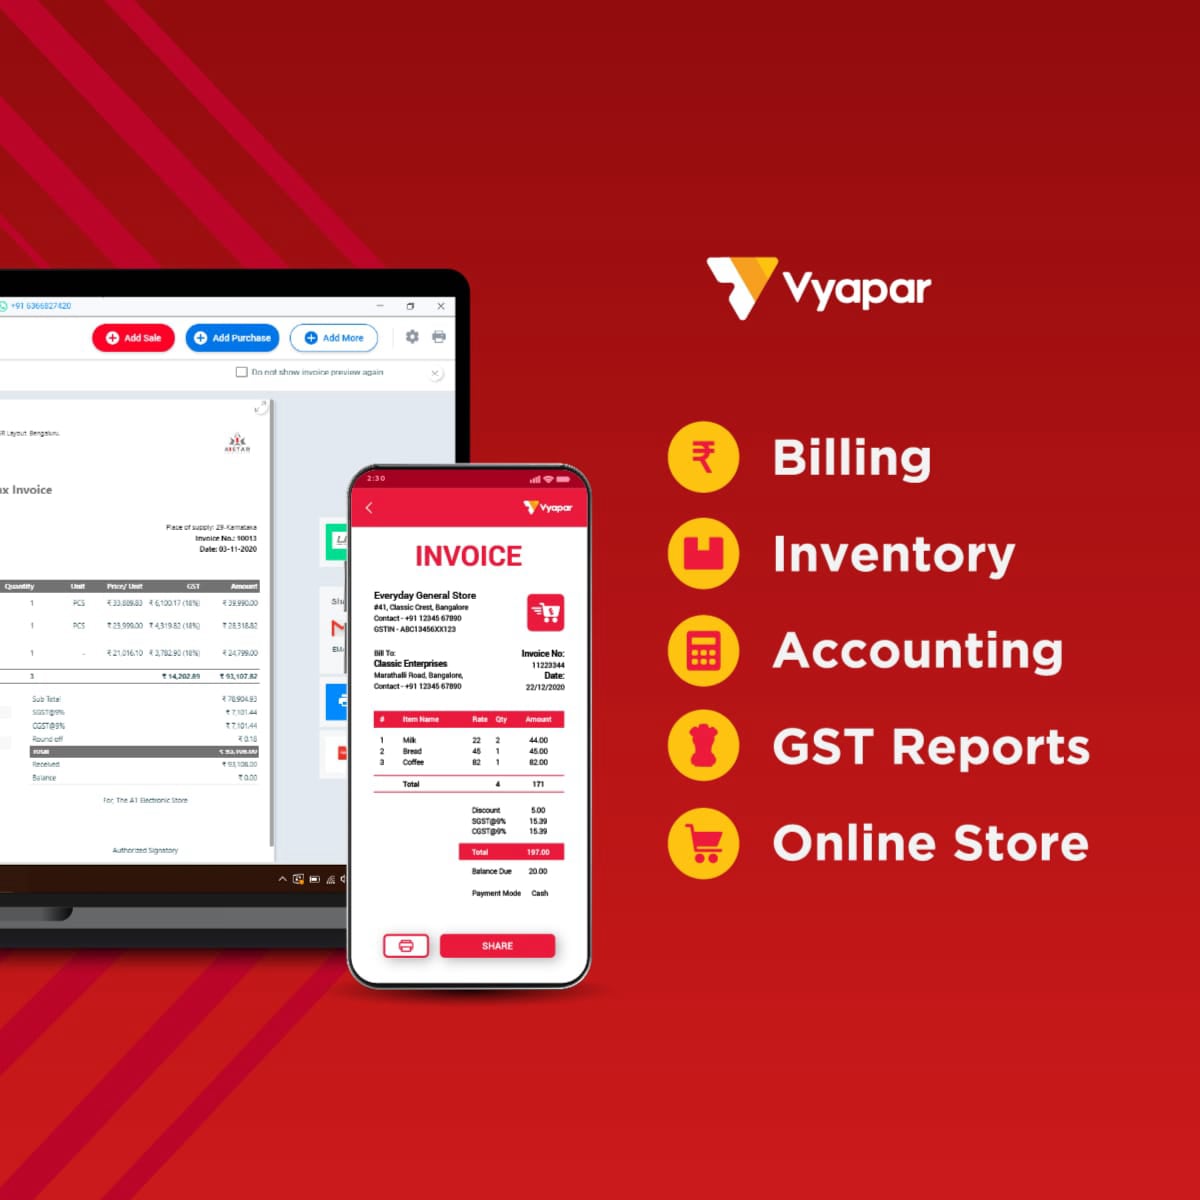 +91 6366827420
Add Sale
Add Purchase
Add More
Do not show invoice preview again
Layout, Bengaluru,
Invoice
Place of supply: 29-Karnataka
Invoice No.: 10013
Date: 03-11-2020
Quantity Unit Price/ Unit GST Amount
1 PCS ₹ 33,889.83 ₹ 6,100.17 (18%) ₹ 39,990.00
1 PCS ₹ 23,999.00 ₹ 4,319.82 (18%) ₹ 28,318.82
1 - ₹ 21,016.10 ₹ 3,782.90 (18%) ₹ 24,799.00
3 ₹ 14,202.89 ₹ 93,107.82
Sub Total ₹ 78,904.93
SGST@9% ₹ 7,101.44
CGST@9% ₹ 7,101.44
Round off ₹ 0.18
Total ₹ 93,108.00
Received ₹ 93,108.00
Balance ₹ 0.00
For, The A1 Electronic Store
Authorized Signatory
2:30
Vyapar
INVOICE
Everyday General Store
#41, Classic Crest, Bangalore
Contact - +91 12345 67890
GSTIN - ABC13456XX123
Bill To:
Classic Enterprises
Marathalli Road, Bangalore,
Contact - +91 12345 67890
Invoice No:
11223344
Date:
22/12/2020
# Item Name Rate Qty Amount
1 Milk 22 2 44.00
2 Bread 45 1 45.00
3 Coffee 82 1 82.00
Total 4 171
Discount 5.00
SGST@9% 15.39
CGST@9% 15.39
Total 197.00
Balance Due 20.00
Payment Mode Cash
SHARE
Vyapar
₹ Billing
Inventory
Accounting
GST Reports
Online Store